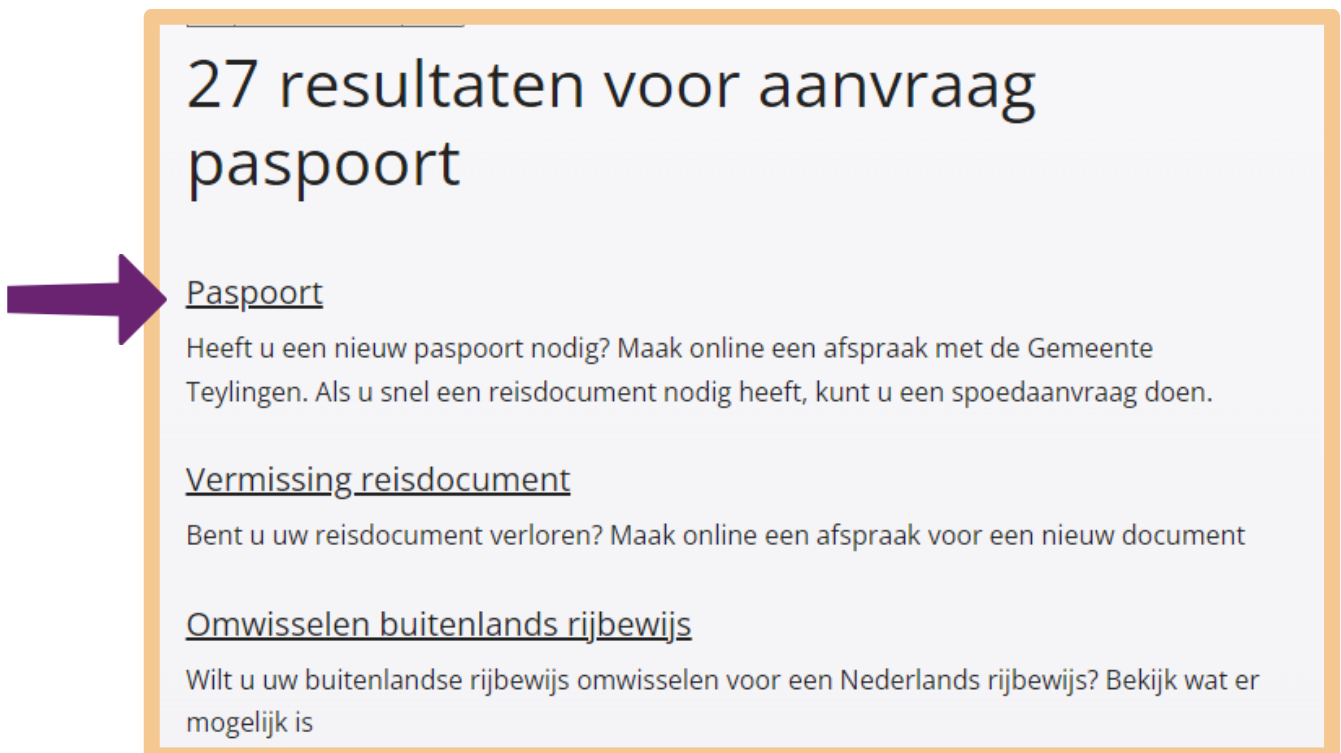 27 resultaten voor aanvraag
paspoort
Paspoort
Heeft u een nieuw paspoort nodig? Maak online een afspraak met de Gemeente
Teylingen. Als u snel een reisdocument nodig heeft, kunt u een spoedaanvraag doen.
Vermissing reisdocument
Bent u uw reisdocument verloren? Maak online een afspraak voor een nieuw document
Omwisselen buitenlands rijbewijs
Wilt u uw buitenlandse rijbewijs omwisselen voor een Nederlands rijbewijs? Bekijk wat er
mogelijk is